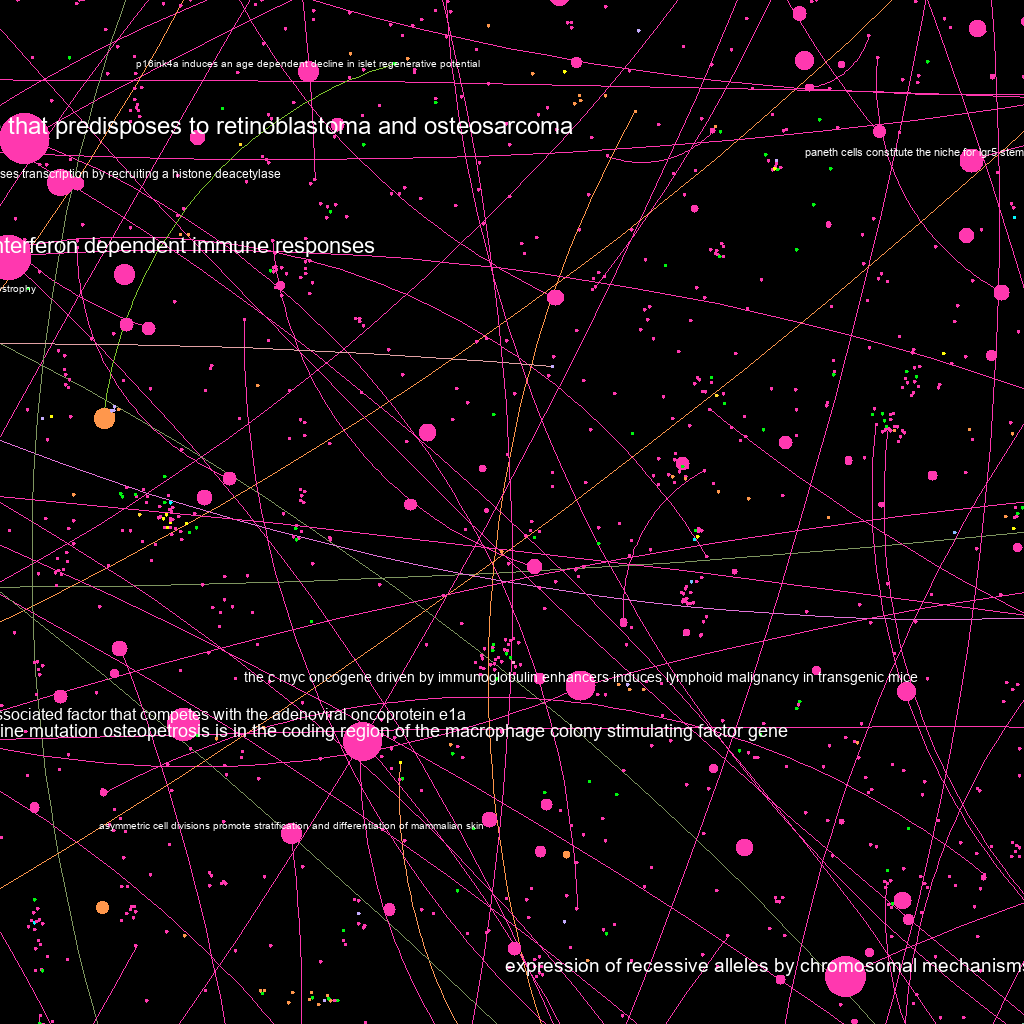 p16ink4a induces an age dependent decline in islet regenerative potential
that predisposes to retinoblastoma and osteosarcoma
paneth cells constitute the niche for lgr5 stem
ses transcription by recruiting a histone deacetylase
nterferon dependent immune responses
ystrophy
the c myc oncogene driven by immunoglobulin enhancers induces lymphoid malignancy in transgenic mice
ssociated factor that competes with the adenoviral oncoprotein e1a
ine mutation osteopetrosis is in the coding region of the macrophage colony stimulating factor gene
asymmetric cell divisions promote stratification and differentiation of mammalian skin
expression of recessive alleles by chromosomal mechanisms